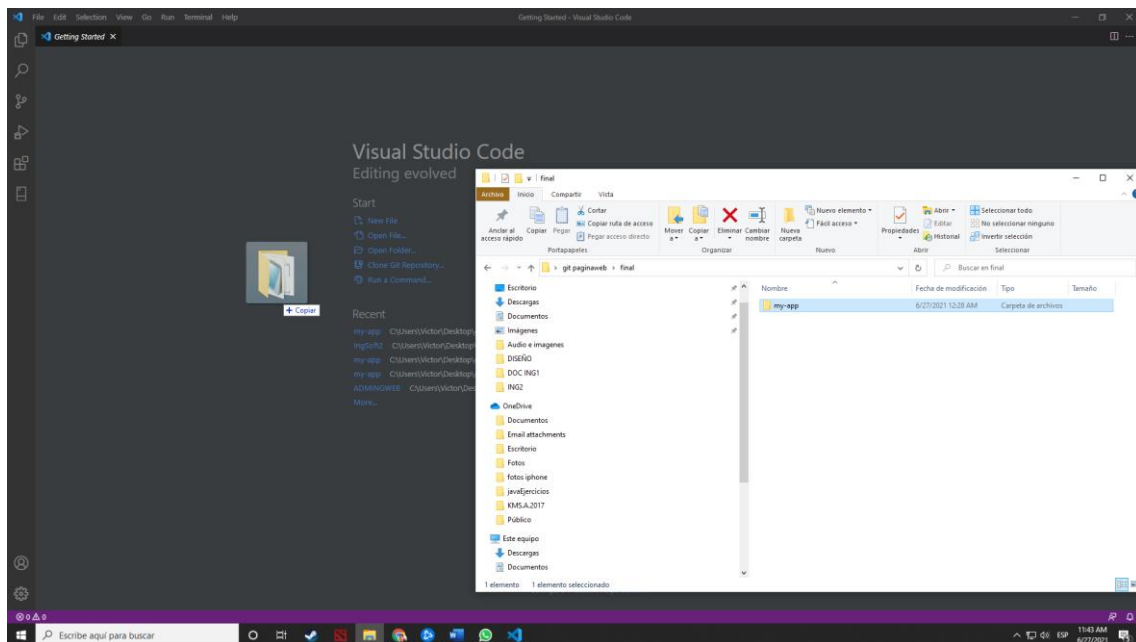 File Edit Selection View Go Run Terminal Help
Getting Started - Visual Studio Code
Getting Started
Visual Studio Code
Editing evolved
Start
New File
Open File...
Open Folder...
Clone Git Repository...
Run a Command...
Recent
my-app C:\Users\Victor\Desktop\
IngSoft2 C:\Users\Victor\Desktop\
my-app C:\Users\Victor\Desktop\
my-app C:\Users\Victor\Desktop\
ADMINGWEB C:\Users\Victor\Des
More...
+ Copiar
final
Archivo Inicio Compartir Vista
Anclar al acceso rápido
Copiar
Pegar
Cortar
Copiar ruta de acceso
Pegar acceso directo
Portapapeles
Mover a
Copiar a
Eliminar
Cambiar nombre
Organizar
Nueva carpeta
Nuevo elemento
Fácil acceso
Nuevo
Propiedades
Abrir
Editar
Historial
Abrir
Seleccionar todo
No seleccionar ninguno
Invertir selección
Seleccionar
git paginaweb > final
Buscar en final
Nombre Fecha de modificación Tipo Tamaño
my-app 6/27/2021 12:28 AM Carpeta de archivos
Escritorio
Descargas
Documentos
Imágenes
Audio e imagenes
DISEÑO
DOC ING1
ING2
OneDrive
Documentos
Email attachments
Escritorio
Fotos
fotos iphone
javaEjercicios
KMS.A.2017
Público
Este equipo
Descargas
Documentos
1 elemento 1 elemento seleccionado
0 0
Escribe aquí para buscar
ESP
11:43 AM
6/27/2021